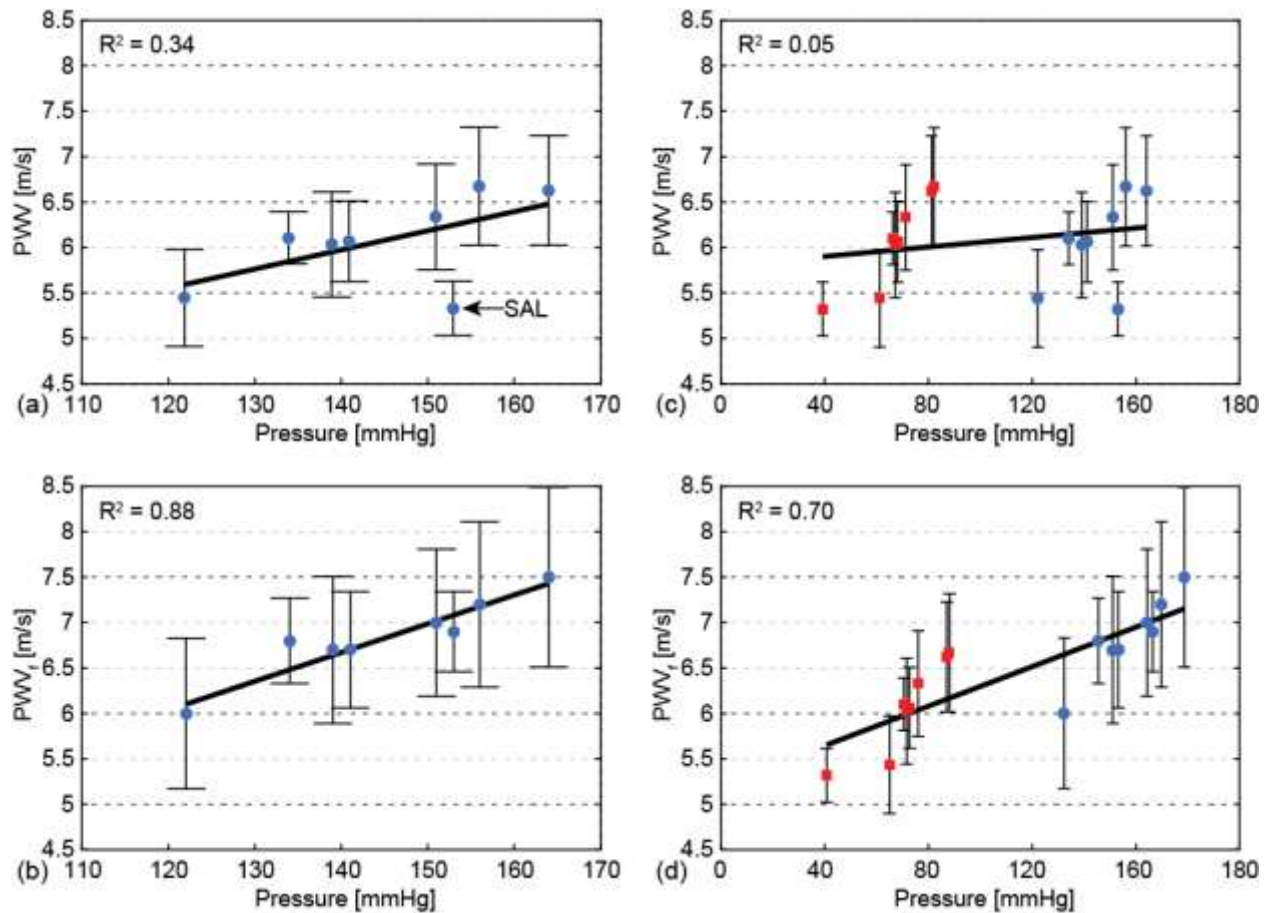 R² = 0.34
8.5
8
7.5
7
6.5
6
5.5
5
4.5
PWV [m/s]
SAL
110 120 130 140 150 160 170
(a)
Pressure [mmHg]
R² = 0.05
8.5
8
7.5
7
6.5
6
5.5
5
4.5
PWV [m/s]
0 40 80 120 160 180
(c)
Pressure [mmHg]
R² = 0.88
8.5
8
7.5
7
6.5
6
5.5
5
4.5
PWVf [m/s]
110 120 130 140 150 160 170
(b)
Pressure [mmHg]
R² = 0.70
8.5
8
7.5
7
6.5
6
5.5
5
4.5
PWVf [m/s]
0 40 80 120 160 180
(d)
Pressure [mmHg]